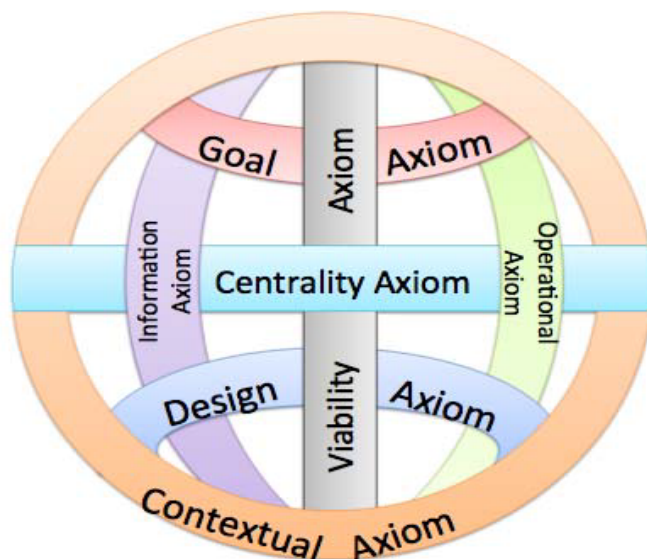 Goal Axiom
Viability Axiom
Information
Axiom
Centrality Axiom
Operational
Axiom
Design Axiom
Contextual Axiom